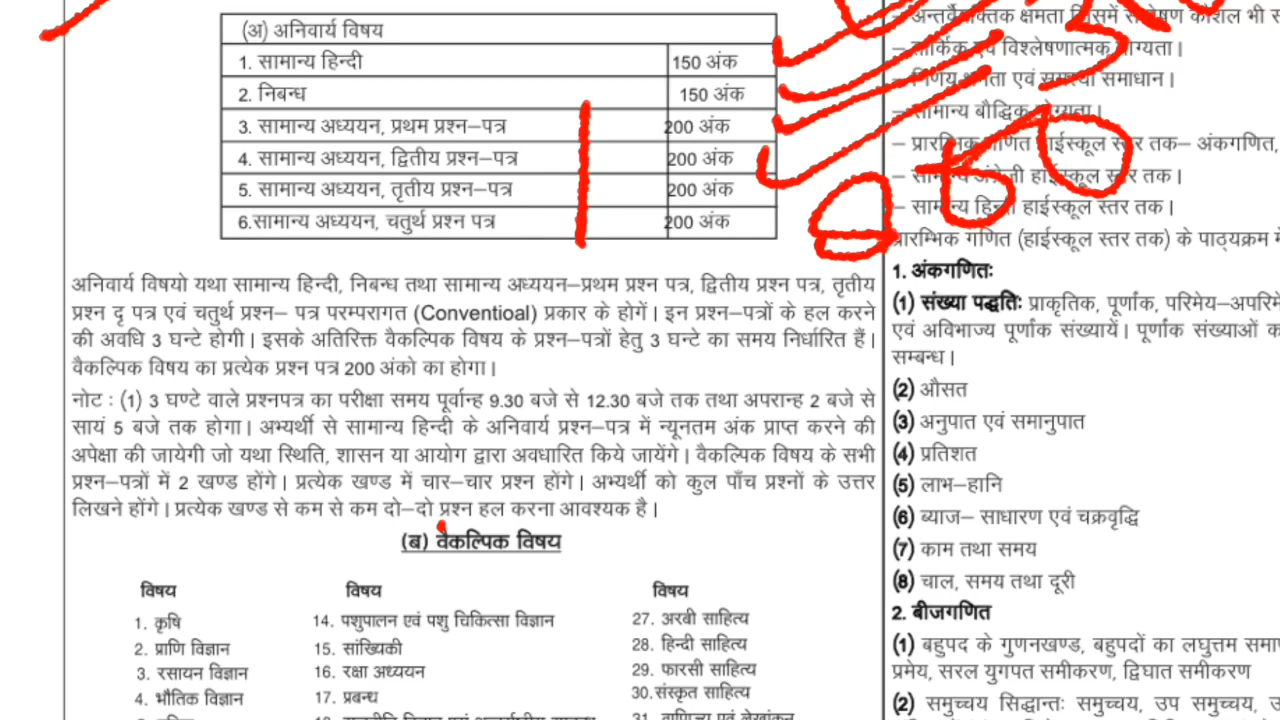 (अ) अनिवार्य विषय
1. सामान्य हिन्दी 150 अंक
2. निबन्ध 150 अंक
3. सामान्य अध्ययन, प्रथम प्रश्न–पत्र 200 अंक
4. सामान्य अध्ययन, द्वितीय प्रश्न–पत्र 200 अंक
5. सामान्य अध्ययन, तृतीय प्रश्न–पत्र 200 अंक
6.सामान्य अध्ययन, चतुर्थ प्रश्न पत्र 200 अंक
अनिवार्य विषयो यथा सामान्य हिन्दी, निबन्ध तथा सामान्य अध्ययन–प्रथम प्रश्न पत्र, द्वितीय प्रश्न पत्र, तृतीय
प्रश्न दृ पत्र एवं चतुर्थ प्रश्न– पत्र परम्परागत (Conventioal) प्रकार के होगें। इन प्रश्न–पत्रों के हल करने
की अवधि 3 घन्टे होगी। इसके अतिरिक्त वैकल्पिक विषय के प्रश्न–पत्रों हेतु 3 घन्टे का समय निर्धारित हैं।
वैकल्पिक विषय का प्रत्येक प्रश्न पत्र 200 अंको का होगा।
नोट : (1) 3 घण्टे वाले प्रश्नपत्र का परीक्षा समय पूर्वान्ह 9.30 बजे से 12.30 बजे तक तथा अपरान्ह 2 बजे से
सायं 5 बजे तक होगा। अभ्यर्थी से सामान्य हिन्दी के अनिवार्य प्रश्न–पत्र में न्यूनतम अंक प्राप्त करने की
अपेक्षा की जायेगी जो यथा स्थिति, शासन या आयोग द्वारा अवधारित किये जायेंगे। वैकल्पिक विषय के सभी
प्रश्न–पत्रों में 2 खण्ड होंगे। प्रत्येक खण्ड में चार–चार प्रश्न होंगे। अभ्यर्थी को कुल पाँच प्रश्नों के उत्तर
लिखने होंगे। प्रत्येक खण्ड से कम से कम दो–दो प्रश्न हल करना आवश्यक है।
(ब) वैकल्पिक विषय
विषय विषय विषय
1. कृषि 14. पशुपालन एवं पशु चिकित्सा विज्ञान 27. अरबी साहित्य
2. प्राणि विज्ञान 15. सांख्यिकी 28. हिन्दी साहित्य
3. रसायन विज्ञान 16. रक्षा अध्ययन 29. फारसी साहित्य
4. भौतिक विज्ञान 17. प्रबन्ध 30.संस्कृत साहित्य
31. वाणिज्य एवं लेखांकन
– अन्तर्वैयक्तिक क्षमता जिसमें सम्प्रेषण कौशल भी
– तार्किक एवं विश्लेषणात्मक योग्यता।
– निर्णय क्षमता एवं समस्या समाधान।
– सामान्य बौद्धिक योग्यता।
– प्रारम्भिक गणित हाईस्कूल स्तर तक– अंकगणित,
– सामान्य अंग्रेजी हाईस्कूल स्तर तक।
– सामान्य हिन्दी हाईस्कूल स्तर तक।
प्रारम्भिक गणित (हाईस्कूल स्तर तक) के पाठ्यक्रम में
1. अंकगणितः
(1) संख्या पद्धतिः प्राकृतिक, पूर्णांक, परिमेय–अपरिमे
एवं अविभाज्य पूर्णांक संख्यायें। पूर्णांक संख्याओं क
सम्बन्ध।
(2) औसत
(3) अनुपात एवं समानुपात
(4) प्रतिशत
(5) लाभ–हानि
(6) ब्याज– साधारण एवं चक्रवृद्धि
(7) काम तथा समय
(8) चाल, समय तथा दूरी
2. बीजगणित
(1) बहुपद के गुणनखण्ड, बहुपदों का लघुत्तम समा
प्रमेय, सरल युगपत समीकरण, द्विघात समीकरण
(2) समुच्चय सिद्धान्तः समुच्चय, उप समुच्चय,